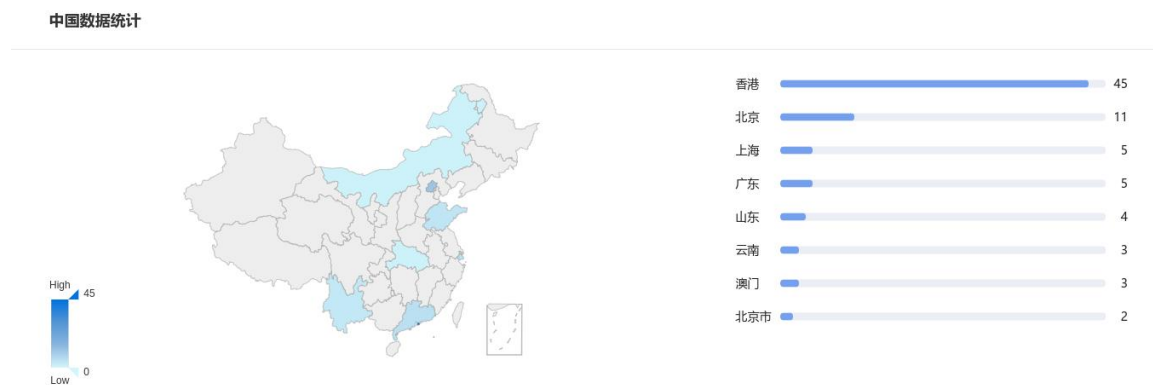 中国数据统计
High
45
0
Low
香港 45
北京 11
上海 5
广东 5
山东 4
云南 3
澳门 3
北京市 2